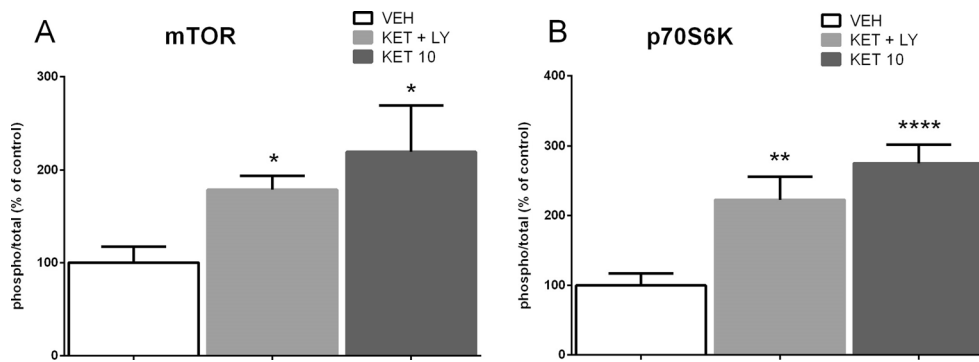 A
mTOR
VEH
KET + LY
KET 10
phospho/total (% of control)
300
200
100
0
*
*
B
p70S6K
VEH
KET + LY
KET 10
phospho/total (% of control)
400
300
200
100
0
**
****